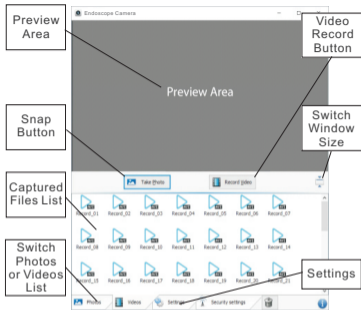 Endoscope Camera
Preview
Area
Video
Record
Button
Preview Area
Snap
Button
Switch
Window
Size
Take Photo
Record Video
Captured
Files List
Record_01 Record_02 Record_03 Record_04 Record_05 Record_06 Record_07
Record_08 Record_09 Record_10 Record_11 Record_12 Record_13 Record_14
Record_15 Record_16 Record_17 Record_18 Record_19 Record_20 Record_21
Switch
Photos
or Videos
List
Settings
Photos Videos Settings Security settings